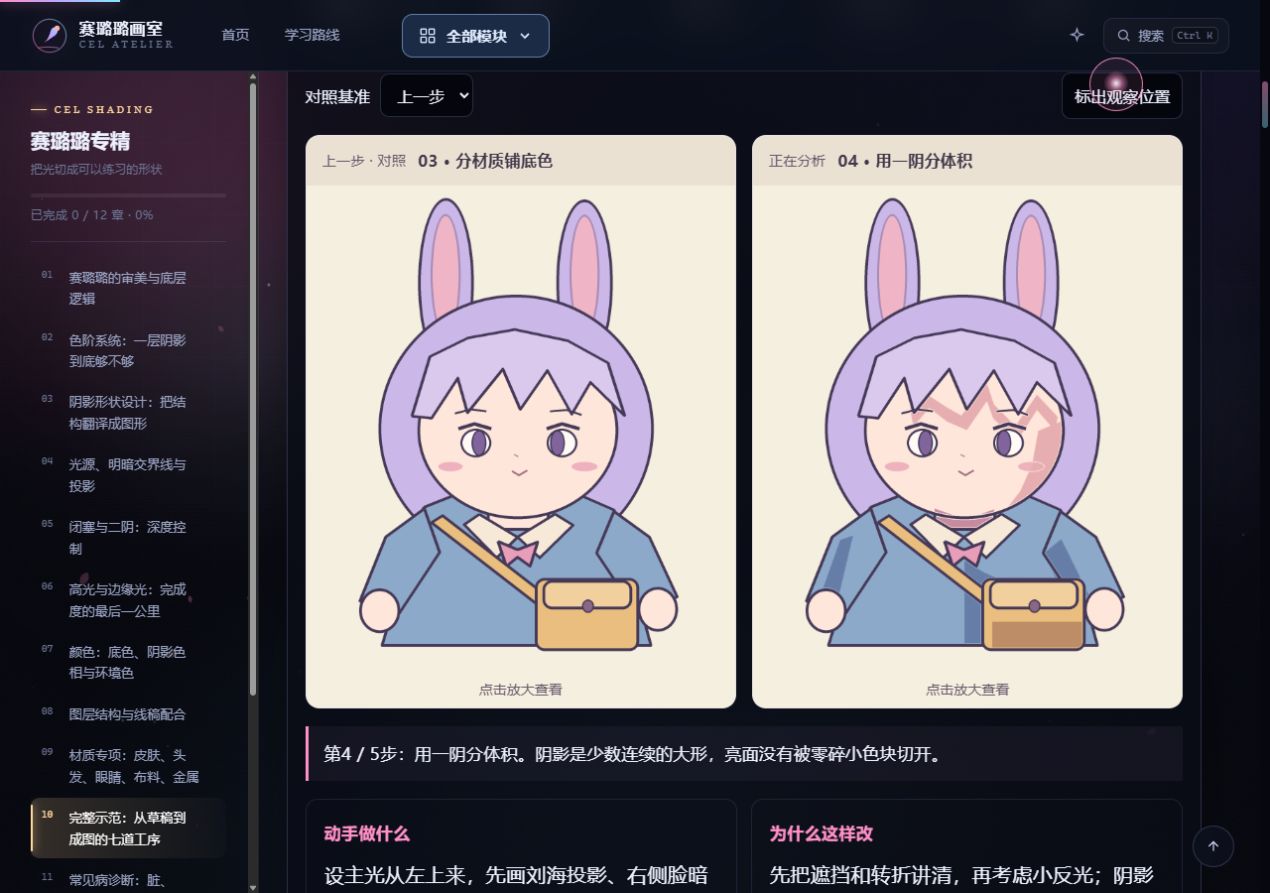 赛璐璐画室
CEL ATELIER
首页
学习路线
全部模块
搜索
Ctrl K
CEL SHADING
赛璐璐专精
把光切成可以练习的形状
已完成 0 / 12 章 · 0%
01 赛璐璐的审美与底层
逻辑
02 色阶系统：一层阴影
到底够不够
03 阴影形状设计：把结
构翻译成图形
04 光源、明暗交界线与
投影
05 闭塞与二阴：深度控
制
06 高光与边缘光：完成
度的最后一公里
07 颜色：底色、阴影色
相与环境色
08 图层结构与线稿配合
09 材质专项：皮肤、头
发、眼睛、布料、金属
10 完整示范：从草稿到
成图的七道工序
11 常见病诊断：脏、
对照基准
上一步
标出观察位置
上一步 · 对照 03 • 分材质铺底色
点击放大查看
正在分析 04 • 用一阴分体积
点击放大查看
第4 / 5步：用一阴分体积。阴影是少数连续的大形，亮面没有被零碎小色块切开。
动手做什么
设主光从左上来，先画刘海投影、右侧脸暗
为什么这样改
先把遮挡和转折讲清，再考虑小反光；阴影